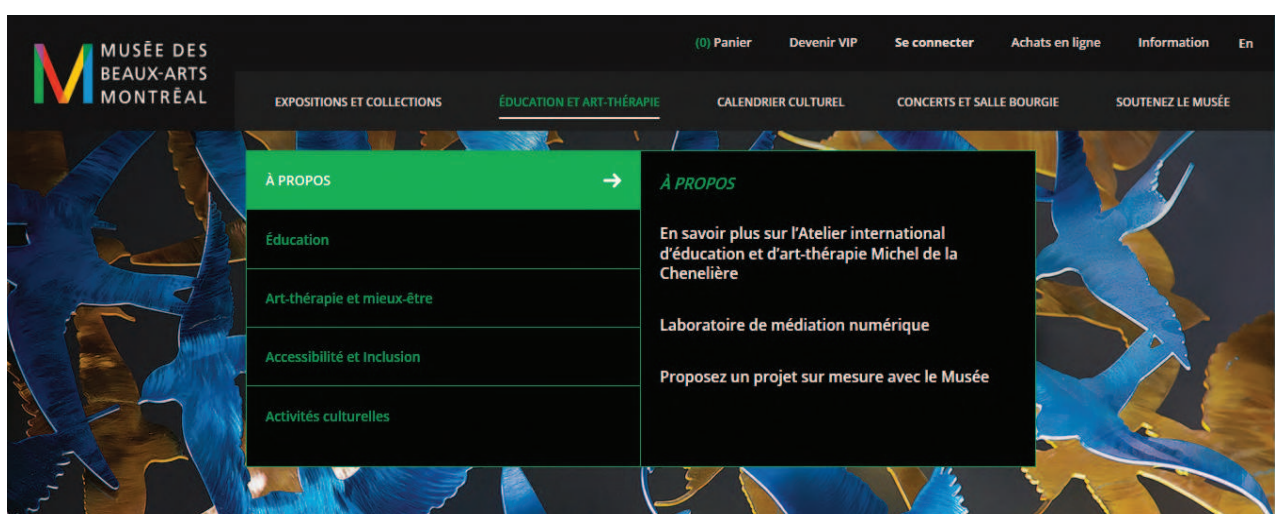 MUSĒE DES
BEAUX-ARTS
MONTRĒAL
(0) Panier Devenir VIP Se connecter Achats en ligne Information En
EXPOSITIONS ET COLLECTIONS ÉDUCATION ET ART-THÉRAPIE CALENDRIER CULTUREL CONCERTS ET SALLE BOURGIE SOUTENEZ LE MUSÉE
À PROPOS →
Éducation
Art-thérapie et mieux-être
Accessibilité et Inclusion
Activités culturelles
À PROPOS
En savoir plus sur l'Atelier international
d'éducation et d'art-thérapie Michel de la
Chenelière
Laboratoire de médiation numérique
Proposez un projet sur mesure avec le Musée